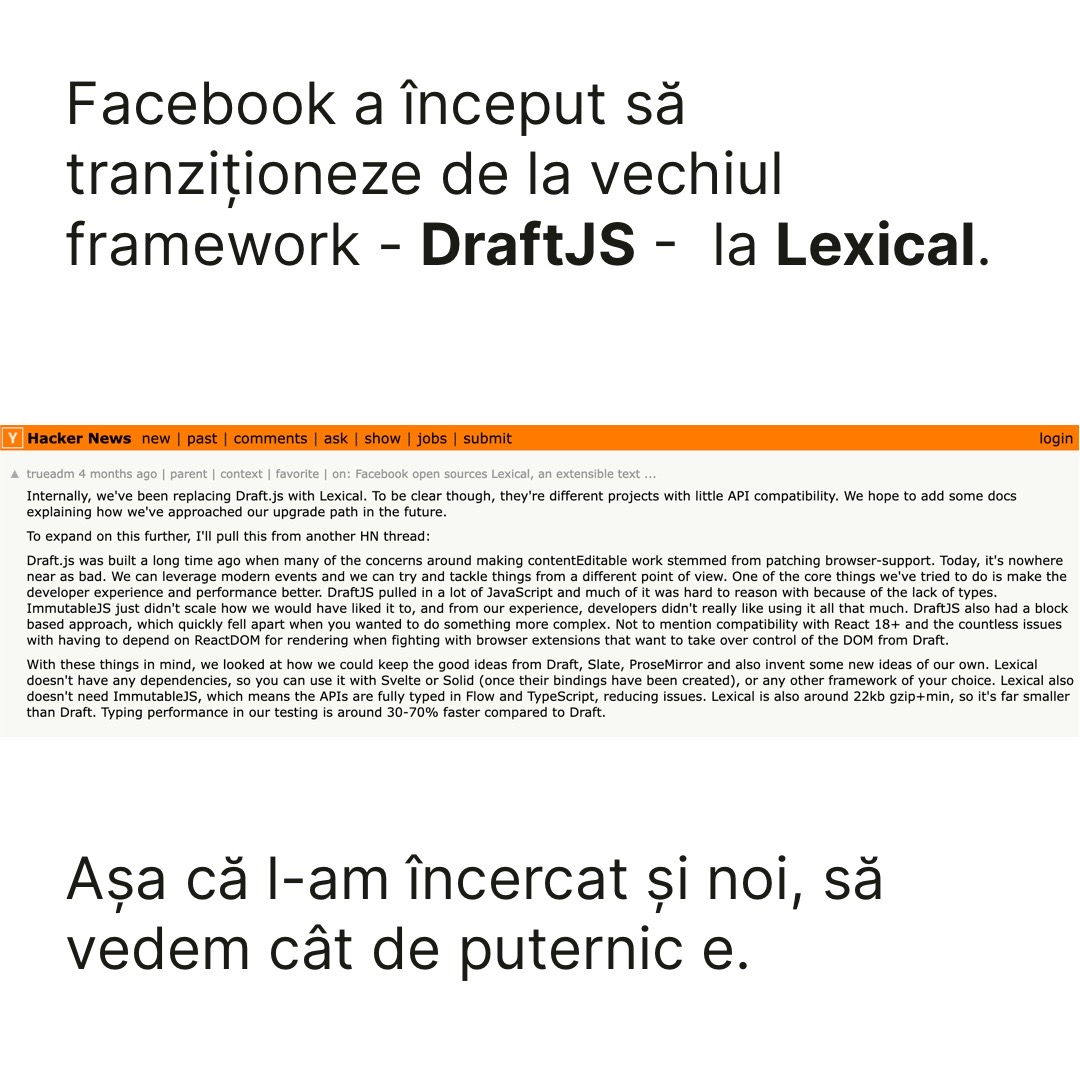 Facebook a început să
tranziționeze de la vechiul
framework - DraftJS - la Lexical.
Y Hacker News new | past | comments | ask | show | jobs | submit login
▲ trueadm 4 months ago | parent | context | favorite | on: Facebook open sources Lexical, an extensible text ...
Internally, we've been replacing Draft.js with Lexical. To be clear though, they're different projects with little API compatibility. We hope to add some docs
explaining how we've approached our upgrade path in the future.
To expand on this further, I'll pull this from another HN thread:
Draft.js was built a long time ago when many of the concerns around making contentEditable work stemmed from patching browser-support. Today, it's nowhere
near as bad. We can leverage modern events and we can try and tackle things from a different point of view. One of the core things we've tried to do is make the
developer experience and performance better. DraftJS pulled in a lot of JavaScript and much of it was hard to reason with because of the lack of types.
ImmutableJS just didn't scale how we would have liked it to, and from our experience, developers didn't really like using it all that much. DraftJS also had a block
based approach, which quickly fell apart when you wanted to do something more complex. Not to mention compatibility with React 18+ and the countless issues
with having to depend on ReactDOM for rendering when fighting with browser extensions that want to take over control of the DOM from Draft.
With these things in mind, we looked at how we could keep the good ideas from Draft, Slate, ProseMirror and also invent some new ideas of our own. Lexical
doesn't have any dependencies, so you can use it with Svelte or Solid (once their bindings have been created), or any other framework of your choice. Lexical also
doesn't need ImmutableJS, which means the APIs are fully typed in Flow and TypeScript, reducing issues. Lexical is also around 22kb gzip+min, so it's far smaller
than Draft. Typing performance in our testing is around 30-70% faster compared to Draft.
Așa că l-am încercat și noi, să
vedem cât de puternic e.